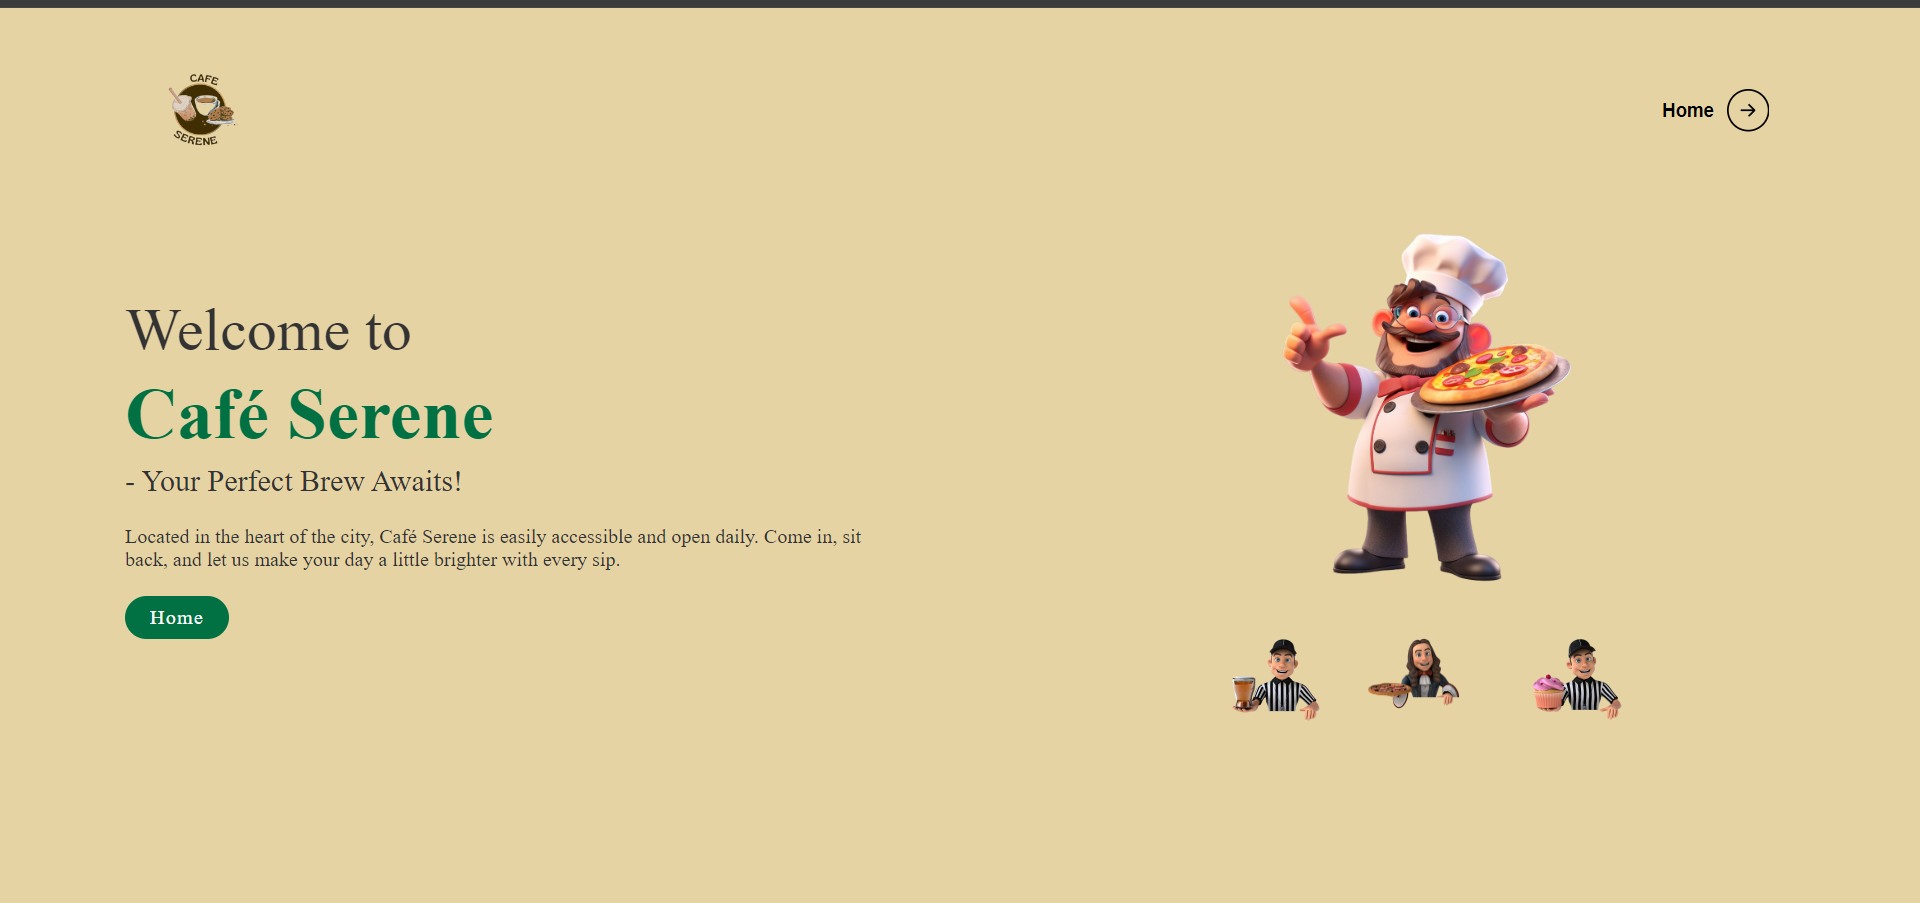 CAFE
SERENE
Home
Welcome to
Café Serene
- Your Perfect Brew Awaits!
Located in the heart of the city, Café Serene is easily accessible and open daily. Come in, sit
back, and let us make your day a little brighter with every sip.
Home